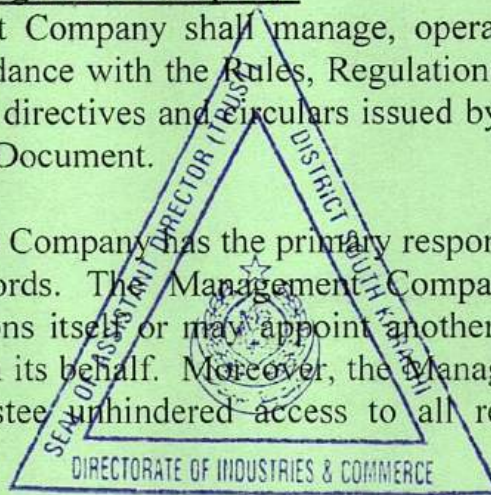 t Company shall manage, opera
dance with the Rules, Regulation
directives and circulars issued by
Document.
Company has the primary respon
ords. The Management Compa
ns itself or may appoint another
its behalf. Moreover, the Manag
stee unhindered access to all re
SEAL OF ASSISTANT DIRECTOR (TRUST)
DISTRICT SOUTH KARACHI
DIRECTORATE OF INDUSTRIES & COMMERCE